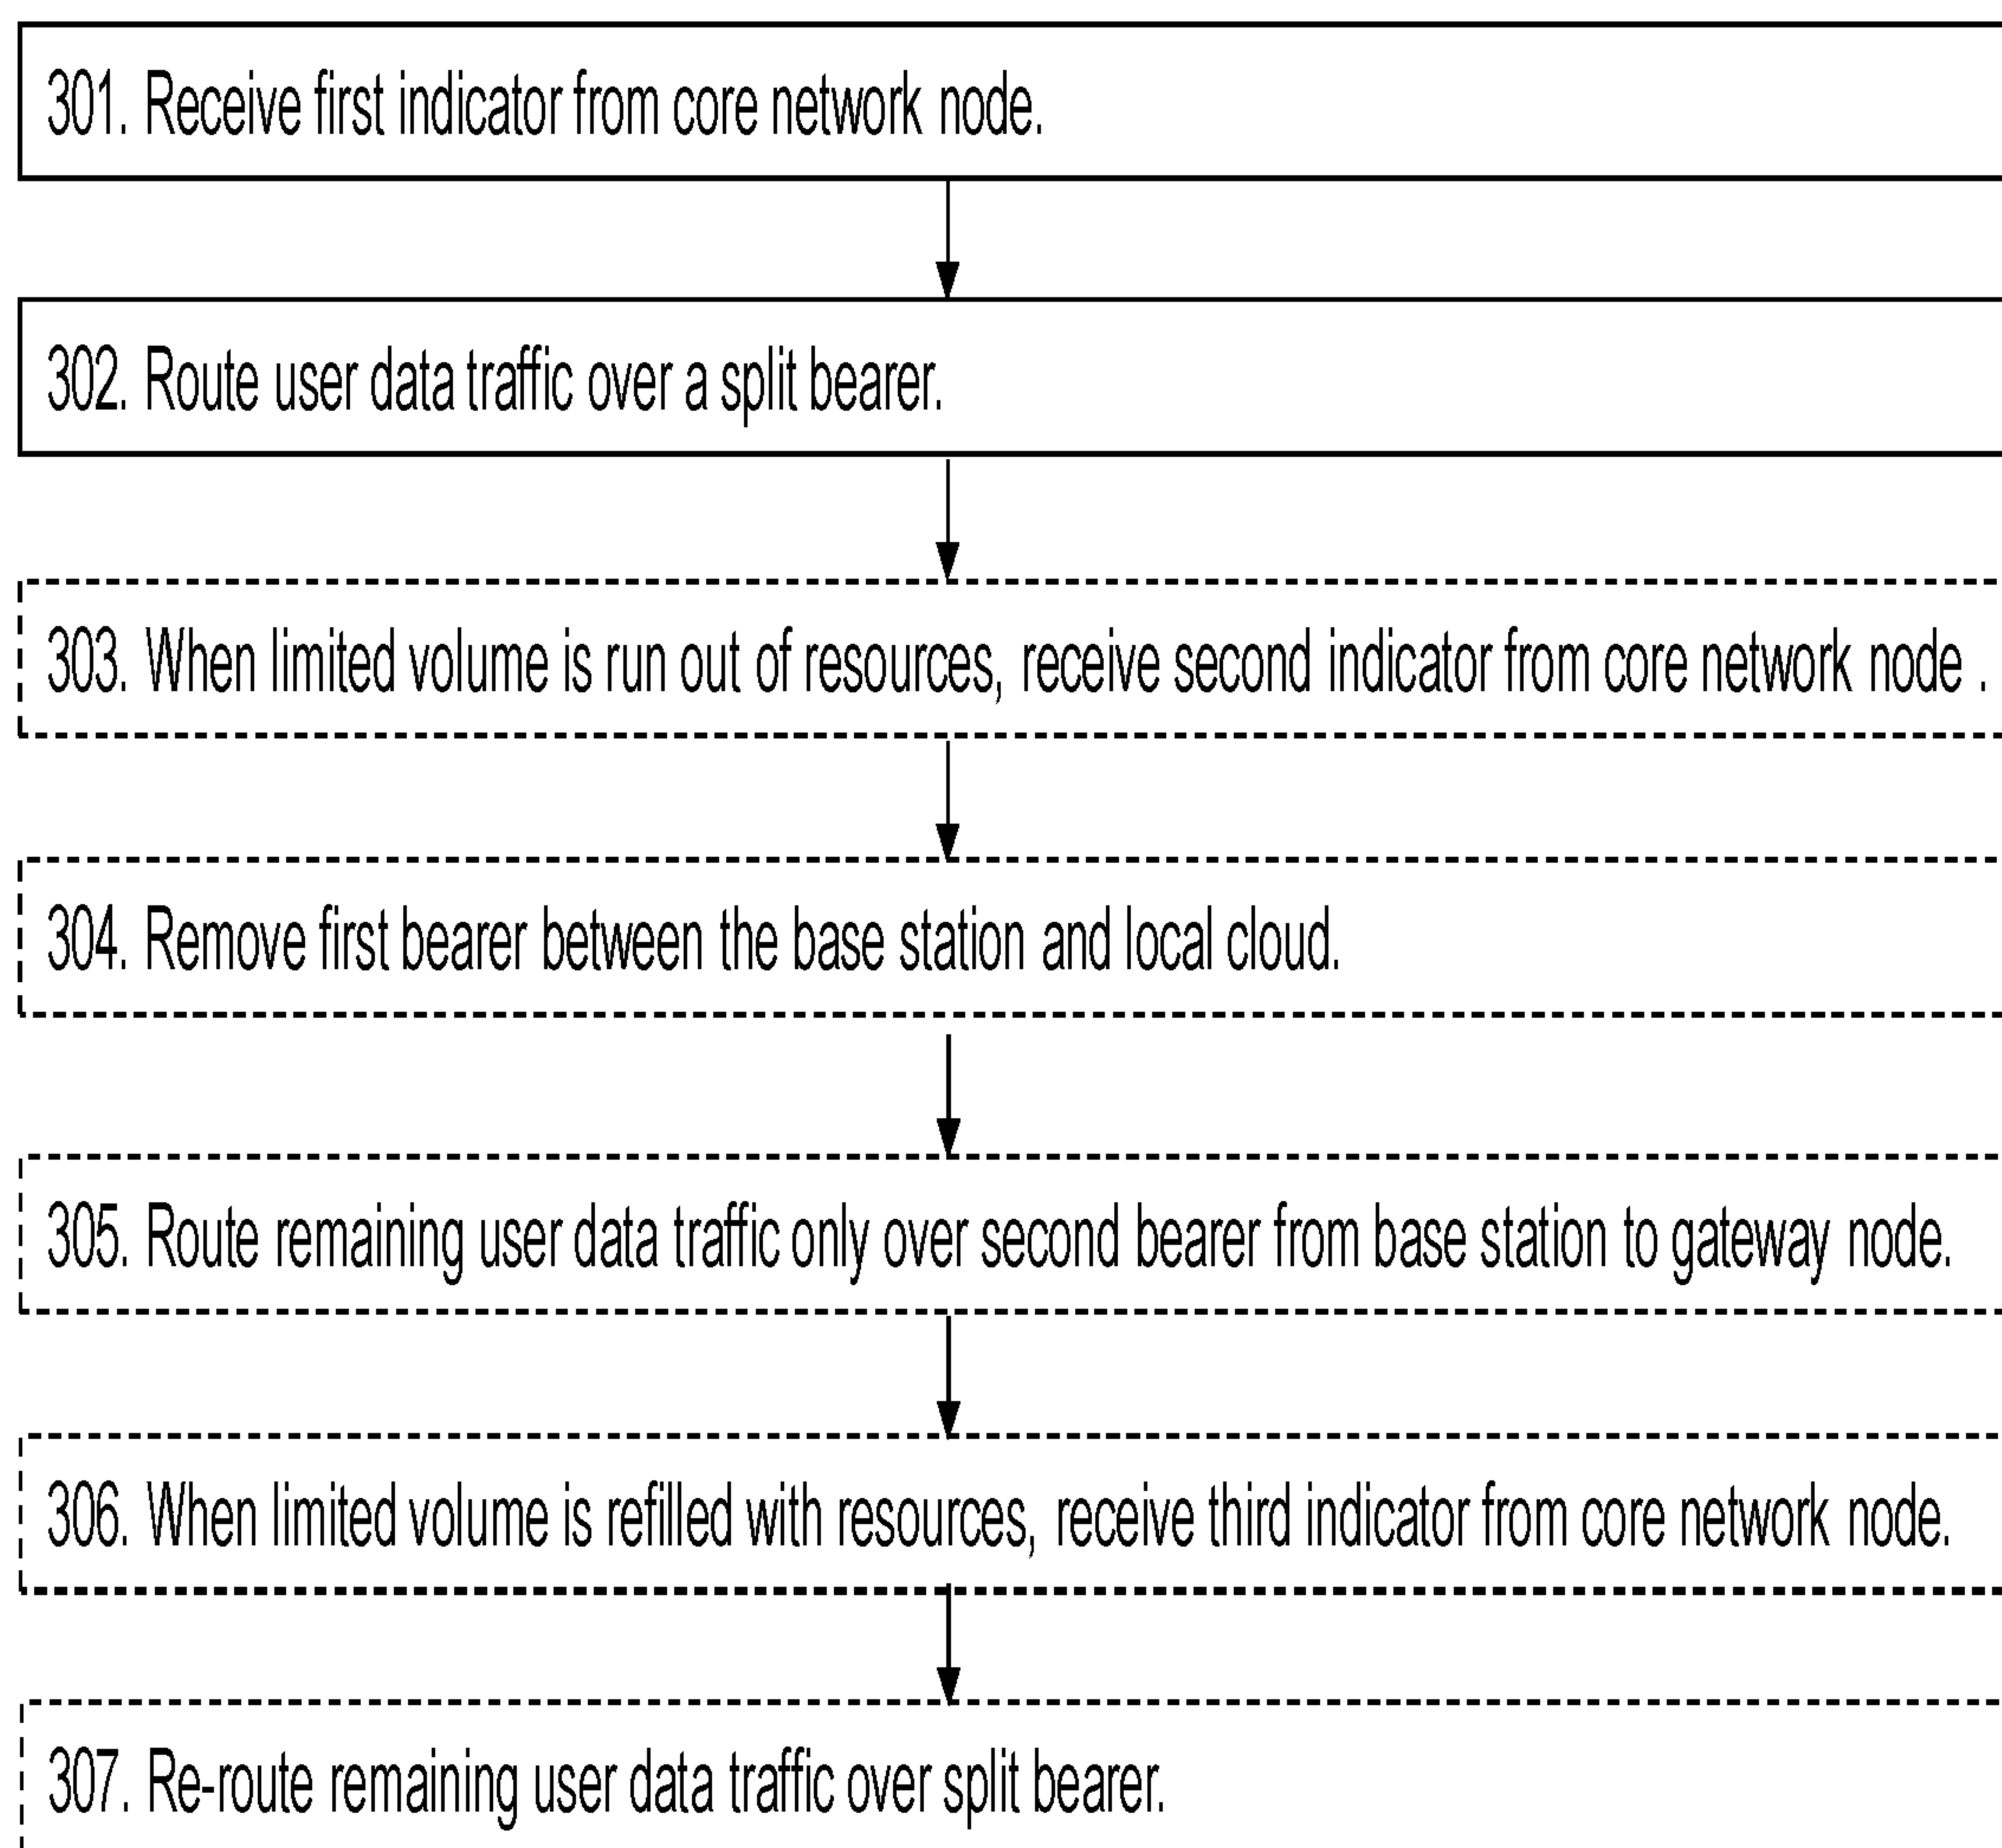 301. Receive first indicator from core network node.
302. Route user data traffic over a split bearer.
303. When limited volume is run out of resources, receive second indicator from core network node .
304. Remove first bearer between the base station and local cloud.
305. Route remaining user data traffic only over second bearer from base station to gateway node.
306. When limited volume is refilled with resources, receive third indicator from core network node.
307. Re-route remaining user data traffic over split bearer.